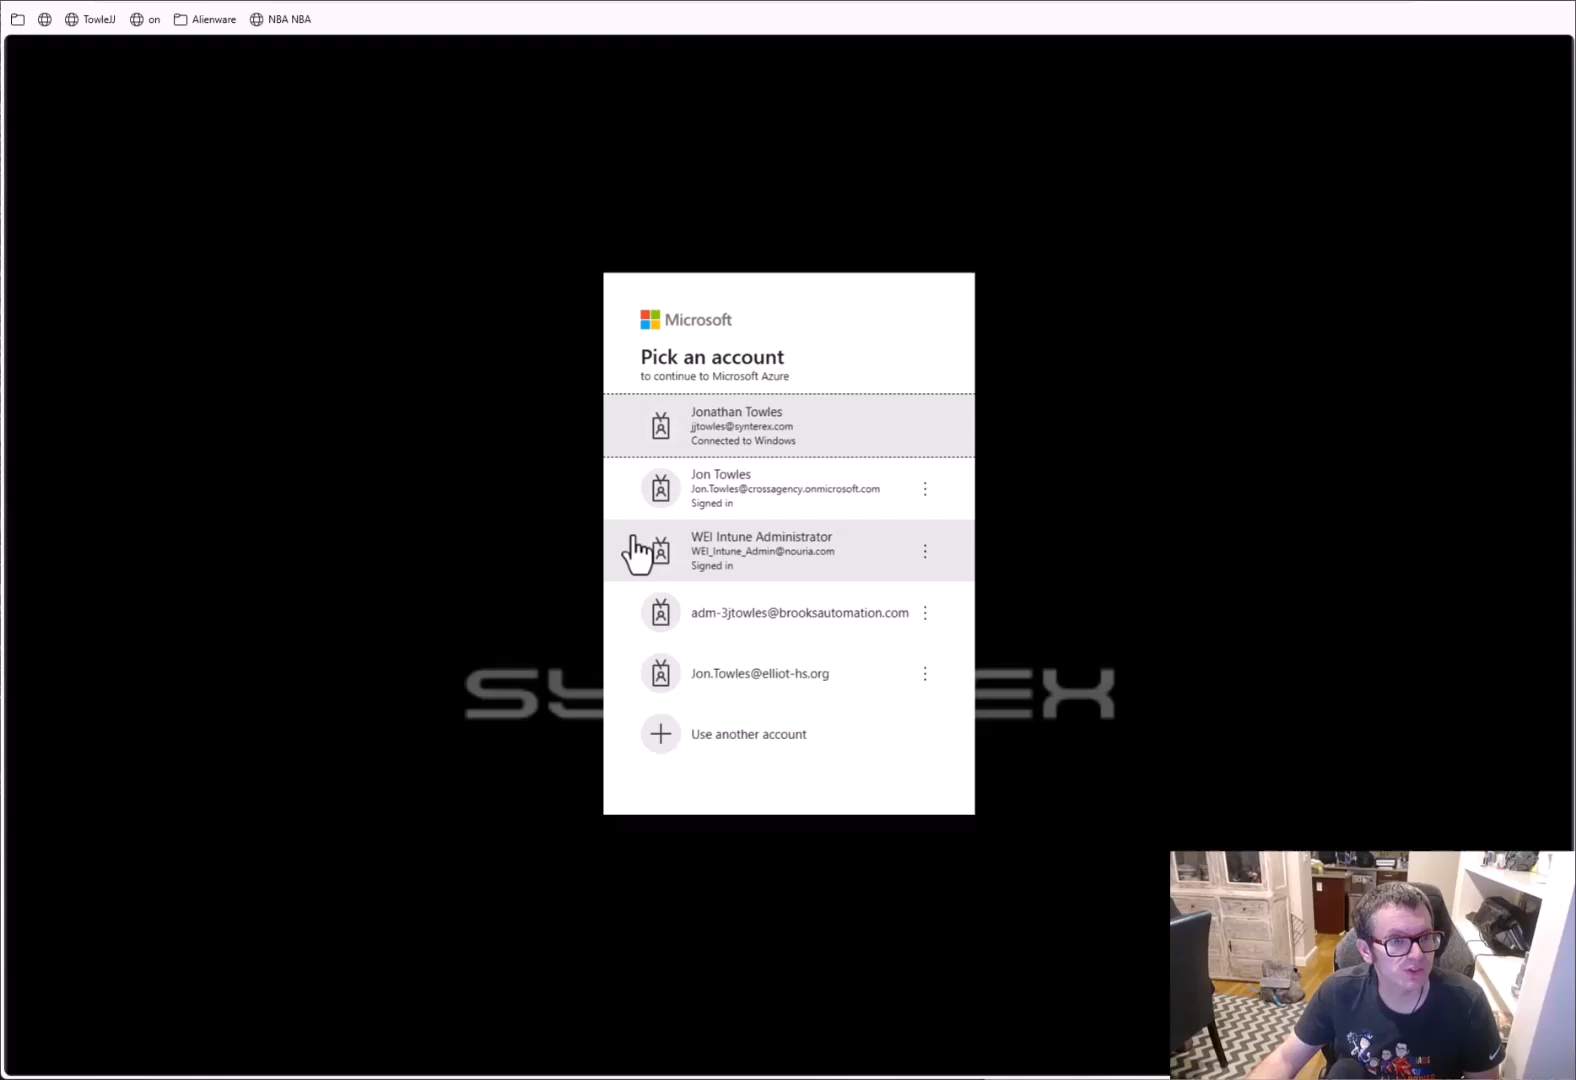 TowleJJ
on
Alienware
NBA NBA
Microsoft
Pick an account
to continue to Microsoft Azure
Jonathan Towles
jjtowles@synterex.com
Connected to Windows
Jon Towles
Jon.Towles@crossagency.onmicrosoft.com
Signed in
WEI Intune Administrator
WEI_Intune_Admin@nouria.com
Signed in
adm-3jtowles@brooksautomation.com
Jon.Towles@elliot-hs.org
SY EX
Use another account